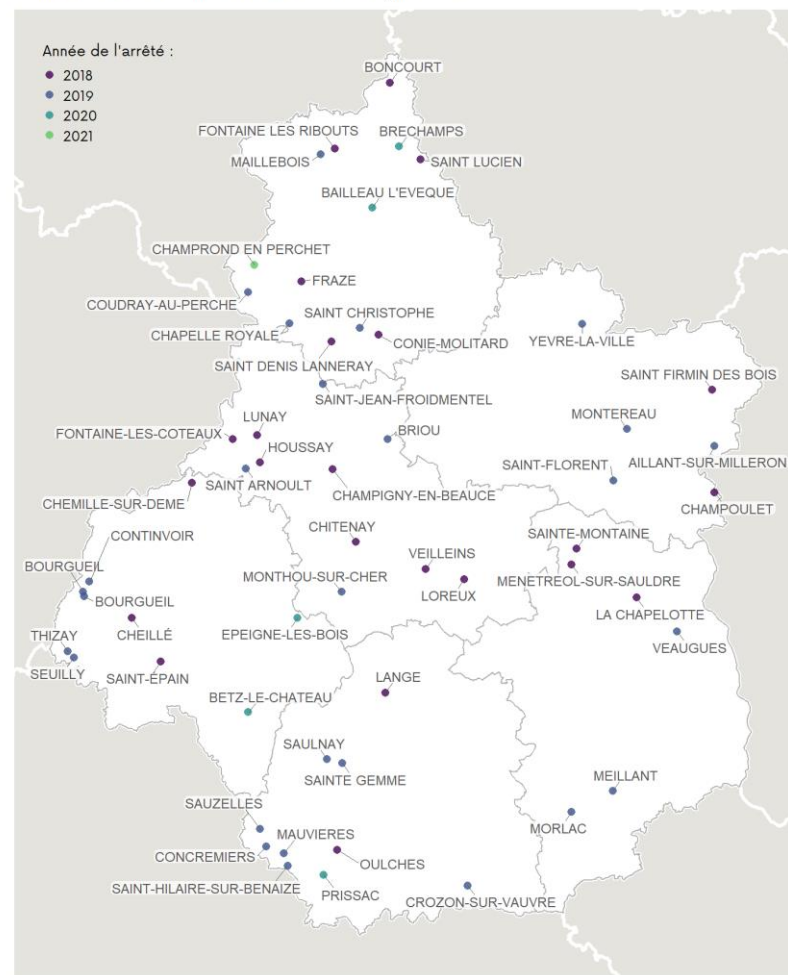 Année de l'arrêté :
2018
2019
2020
2021
BONCOURT
FONTAINE LES RIBOUTS
BRECHAMPS
MAILLEBOIS
SAINT LUCIEN
BAILLEAU L'EVEQUE
CHAMPROND EN PERCHET
FRAZE
COUDRAY-AU-PERCHE
SAINT CHRISTOPHE
CHAPELLE ROYALE
CONIE-MOLITARD
YEVRE-LA-VILLE
SAINT DENIS LANNERAY
SAINT FIRMIN DES BOIS
SAINT-JEAN-FROIDMENTEL
LUNAY
MONTEREAU
FONTAINE-LES-COTEAUX
HOUSSAY
BRIOU
AILLANT-SUR-MILLERON
SAINT-FLORENT
SAINT ARNOULT
CHAMPIGNY-EN-BEAUCE
CHEMILLE-SUR-DEME
CHAMPOULET
CONTINVOIR
CHITENAY
SAINTE-MONTAINE
BOURGUEIL
VEILLEINS
MONTHOU-SUR-CHER
MENETREOL-SUR-SAULDRE
LOREUX
BOURGUEIL
LA CHAPELOTTE
THIZAY
CHEILLÉ
EPEIGNE-LES-BOIS
VEAUGUES
SEUILLY
SAINT-ÉPAIN
LANGE
BETZ-LE-CHATEAU
SAULNAY
SAINTE GEMME
MEILLANT
SAUZELLES
MORLAC
MAUVIERES
CONCREMIERS
OULCHES
SAINT-HILAIRE-SUR-BENAIZE
PRISSAC
CROZON-SUR-VAUVRE